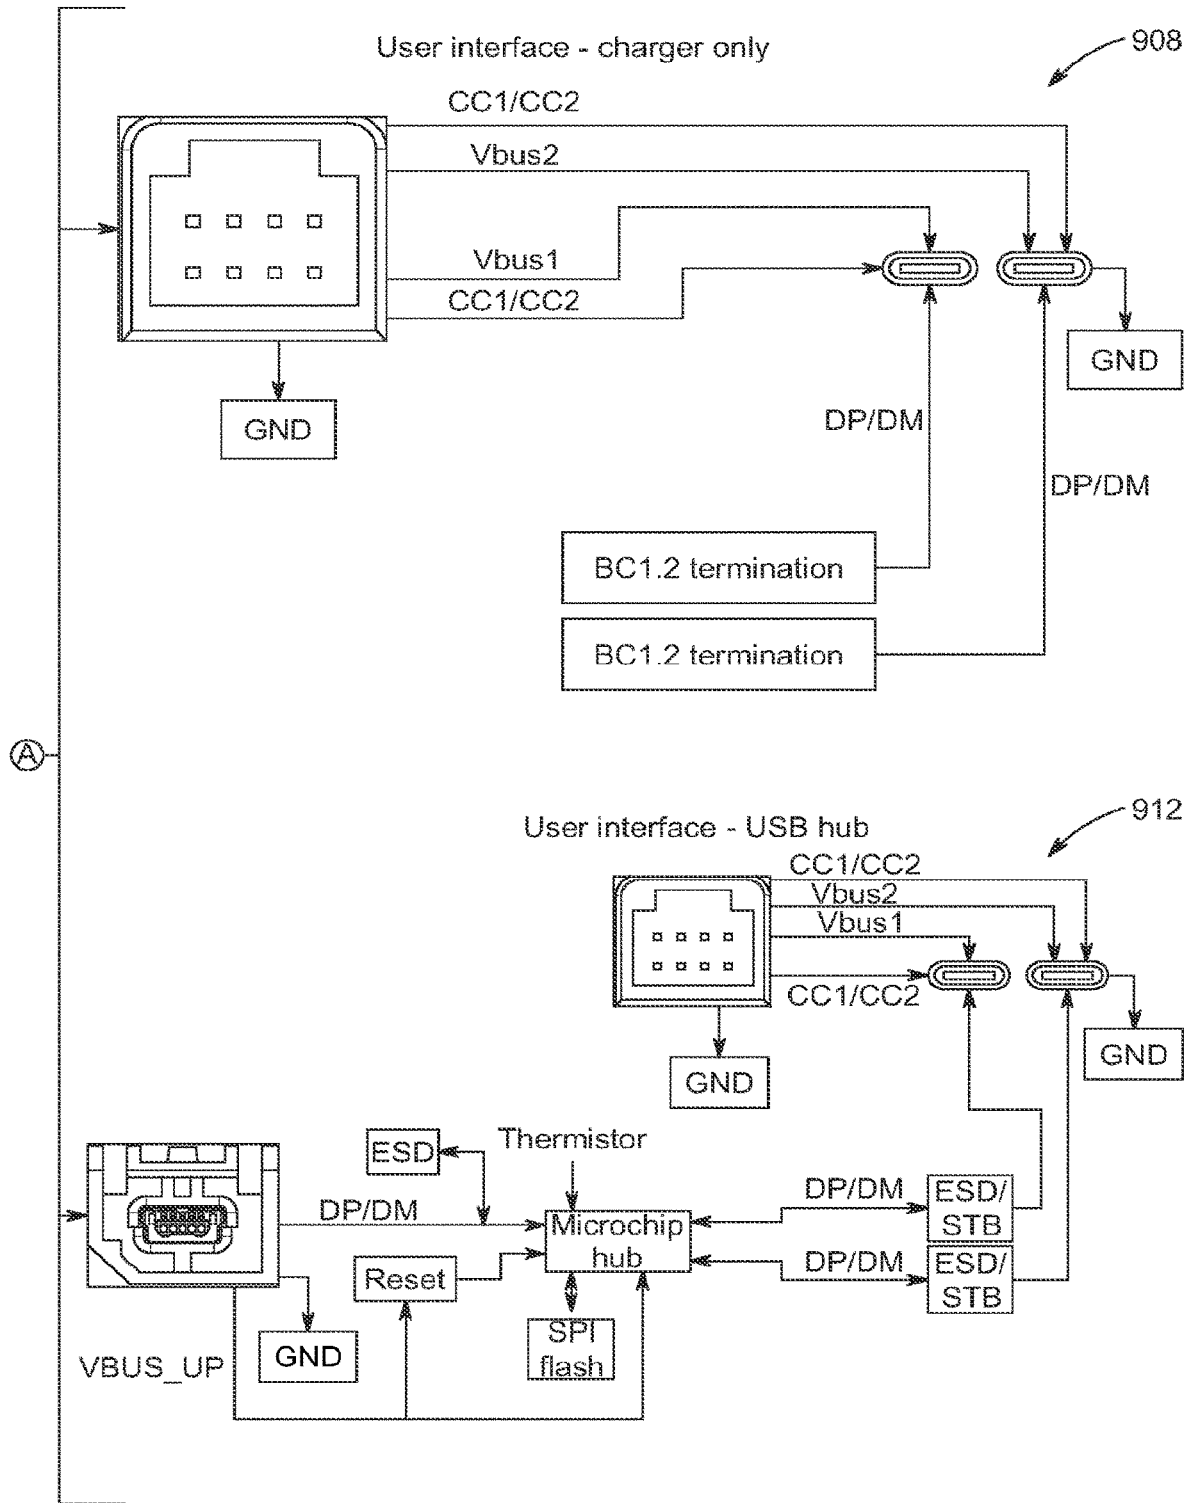 User interface - charger only
908
CC1/CC2
Vbus2
Vbus1
CC1/CC2
GND
GND
DP/DM
DP/DM
BC1.2 termination
BC1.2 termination
A
User interface - USB hub
912
CC1/CC2
Vbus2
Vbus1
CC1/CC2
GND
GND
ESD
Thermistor
DP/DM
Microchip
hub
DP/DM
ESD/
STB
DP/DM
ESD/
STB
Reset
SPI
flash
GND
VBUS_UP